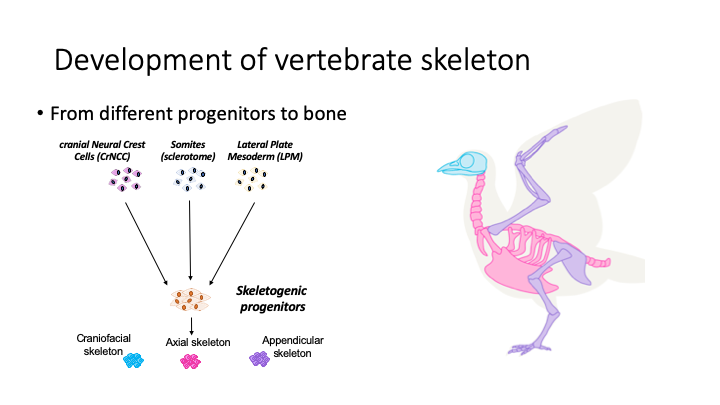 Development of vertebrate skeleton
• From different progenitors to bone
cranial Neural Crest
Cells (CrNCC)
Somites
(sclerotome)
Lateral Plate
Mesoderm (LPM)
Skeletogenic
progenitors
Craniofacial
skeleton
Axial skeleton
Appendicular
skeleton